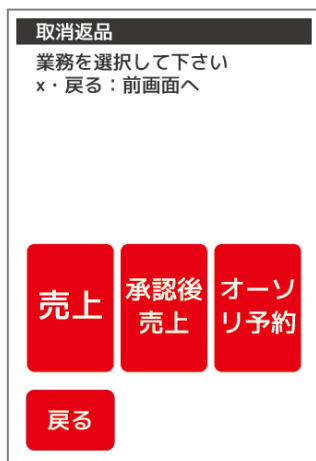 取消返品
業務を選択して下さい
x・戻る：前画面へ
売上
承認後
売上
オーソ
リ予約
戻る